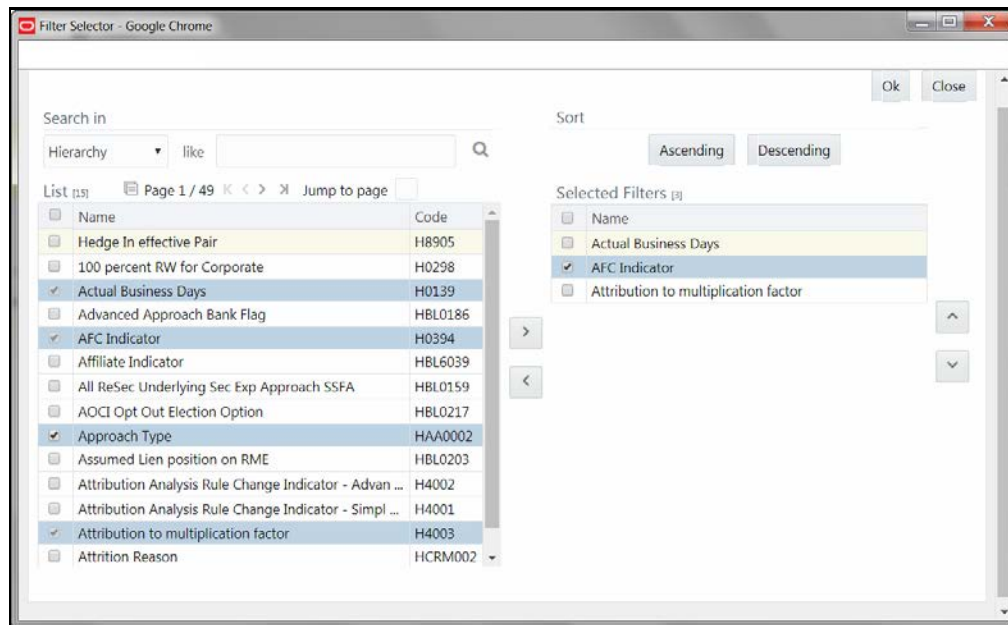 Filter Selector - Google Chrome
Ok Close
Search in
Hierarchy like
List [15] Page 1 / 49 Jump to page
Name Code
Hedge In effective Pair H8905
100 percent RW for Corporate H0298
Actual Business Days H0139
Advanced Approach Bank Flag HBL0186
AFC Indicator H0394
Affiliate Indicator HBL6039
All ReSec Underlying Sec Exp Approach SSFA HBL0159
AOCI Opt Out Election Option HBL0217
Approach Type HAA0002
Assumed Lien position on RME HBL0203
Attribution Analysis Rule Change Indicator - Advan ... H4002
Attribution Analysis Rule Change Indicator - Simpl ... H4001
Attribution to multiplication factor H4003
Attrition Reason HCRM002
Sort
Ascending Descending
Selected Filters [3]
Name
Actual Business Days
AFC Indicator
Attribution to multiplication factor